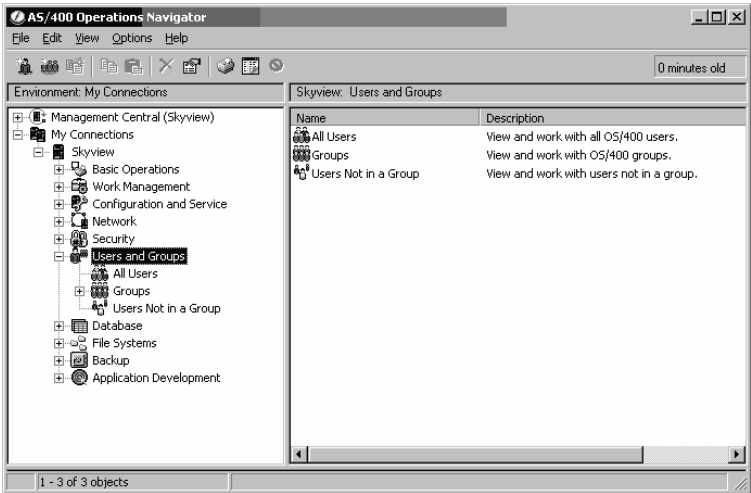 AS/400 Operations Navigator
File Edit View Options Help
0 minutes old
Environment: My Connections
Skyview: Users and Groups
Management Central (Skyview)
My Connections
Skyview
Basic Operations
Work Management
Configuration and Service
Network
Security
Users and Groups
All Users
Groups
Users Not in a Group
Database
File Systems
Backup
Application Development
Name Description
All Users View and work with all OS/400 users.
Groups View and work with OS/400 groups.
Users Not in a Group View and work with users not in a group.
1 - 3 of 3 objects